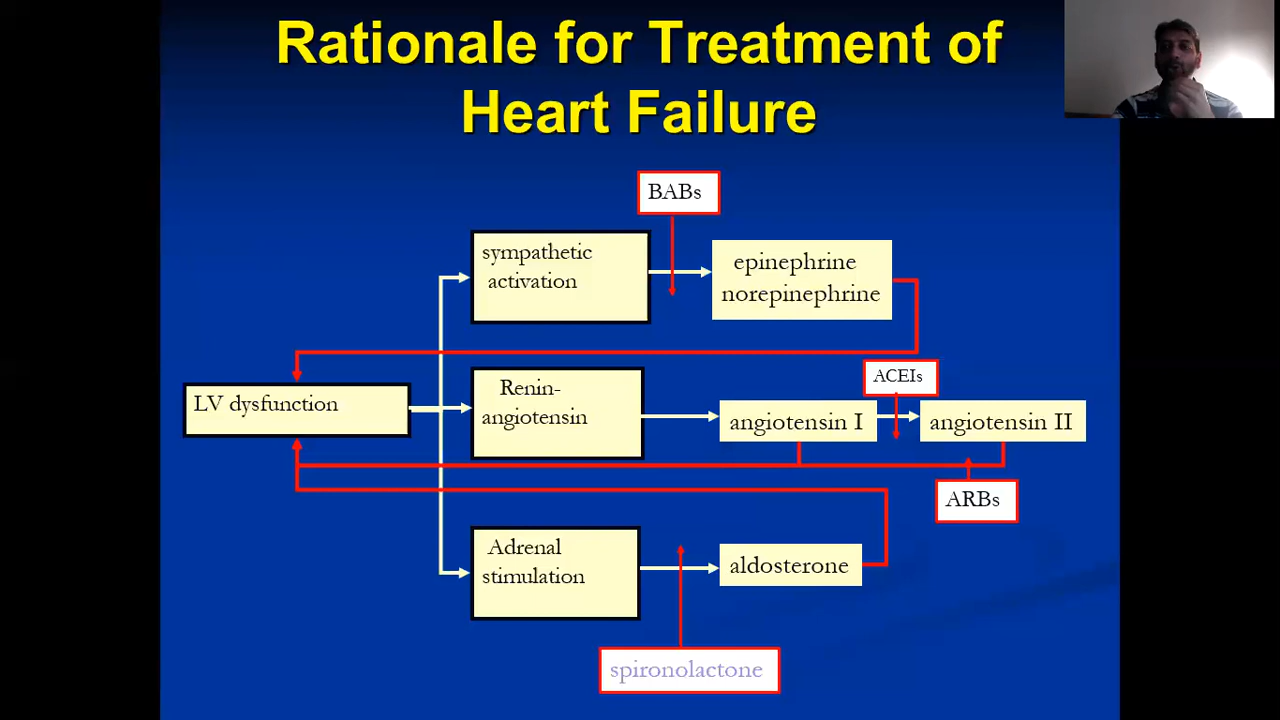 Rationale for Treatment of
Heart Failure
BABs
sympathetic
activation
epinephrine
norepinephrine
ACEIs
LV dysfunction
Renin-
angiotensin
angiotensin I
angiotensin II
ARBs
Adrenal
stimulation
aldosterone
spironolactone